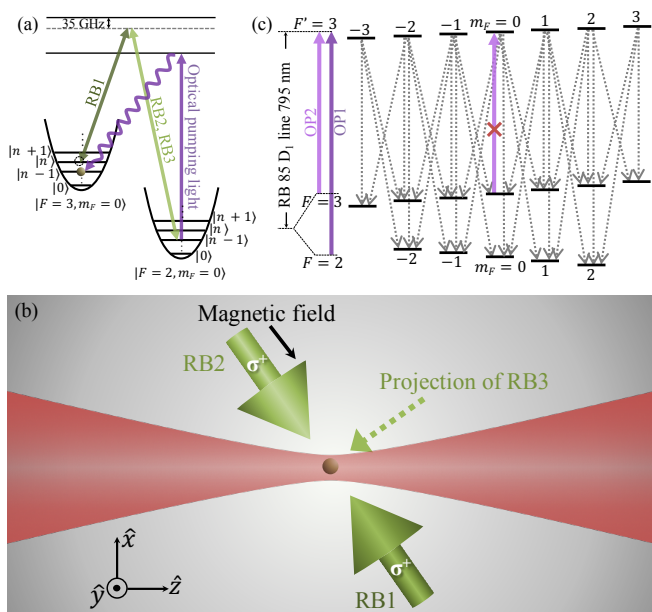 (a)
35 GHz
RB1
RB2, RB3
Optical pumping light
|n + 1⟩
|n⟩
|n − 1⟩
|0⟩
|F = 3, m_F = 0⟩
|n + 1⟩
|n⟩
|n − 1⟩
|0⟩
|F = 2, m_F = 0⟩
(c)
F' = 3
RB 85 D₁ line 795 nm
OP2
OP1
F = 3
F = 2
−3 −2 −1 m_F = 0 1 2 3
−2 −1 m_F = 0 1 2
(b)
Magnetic field
RB2
σ⁺
Projection of RB3
σ⁺
RB1
x̂
ŷ
ẑ